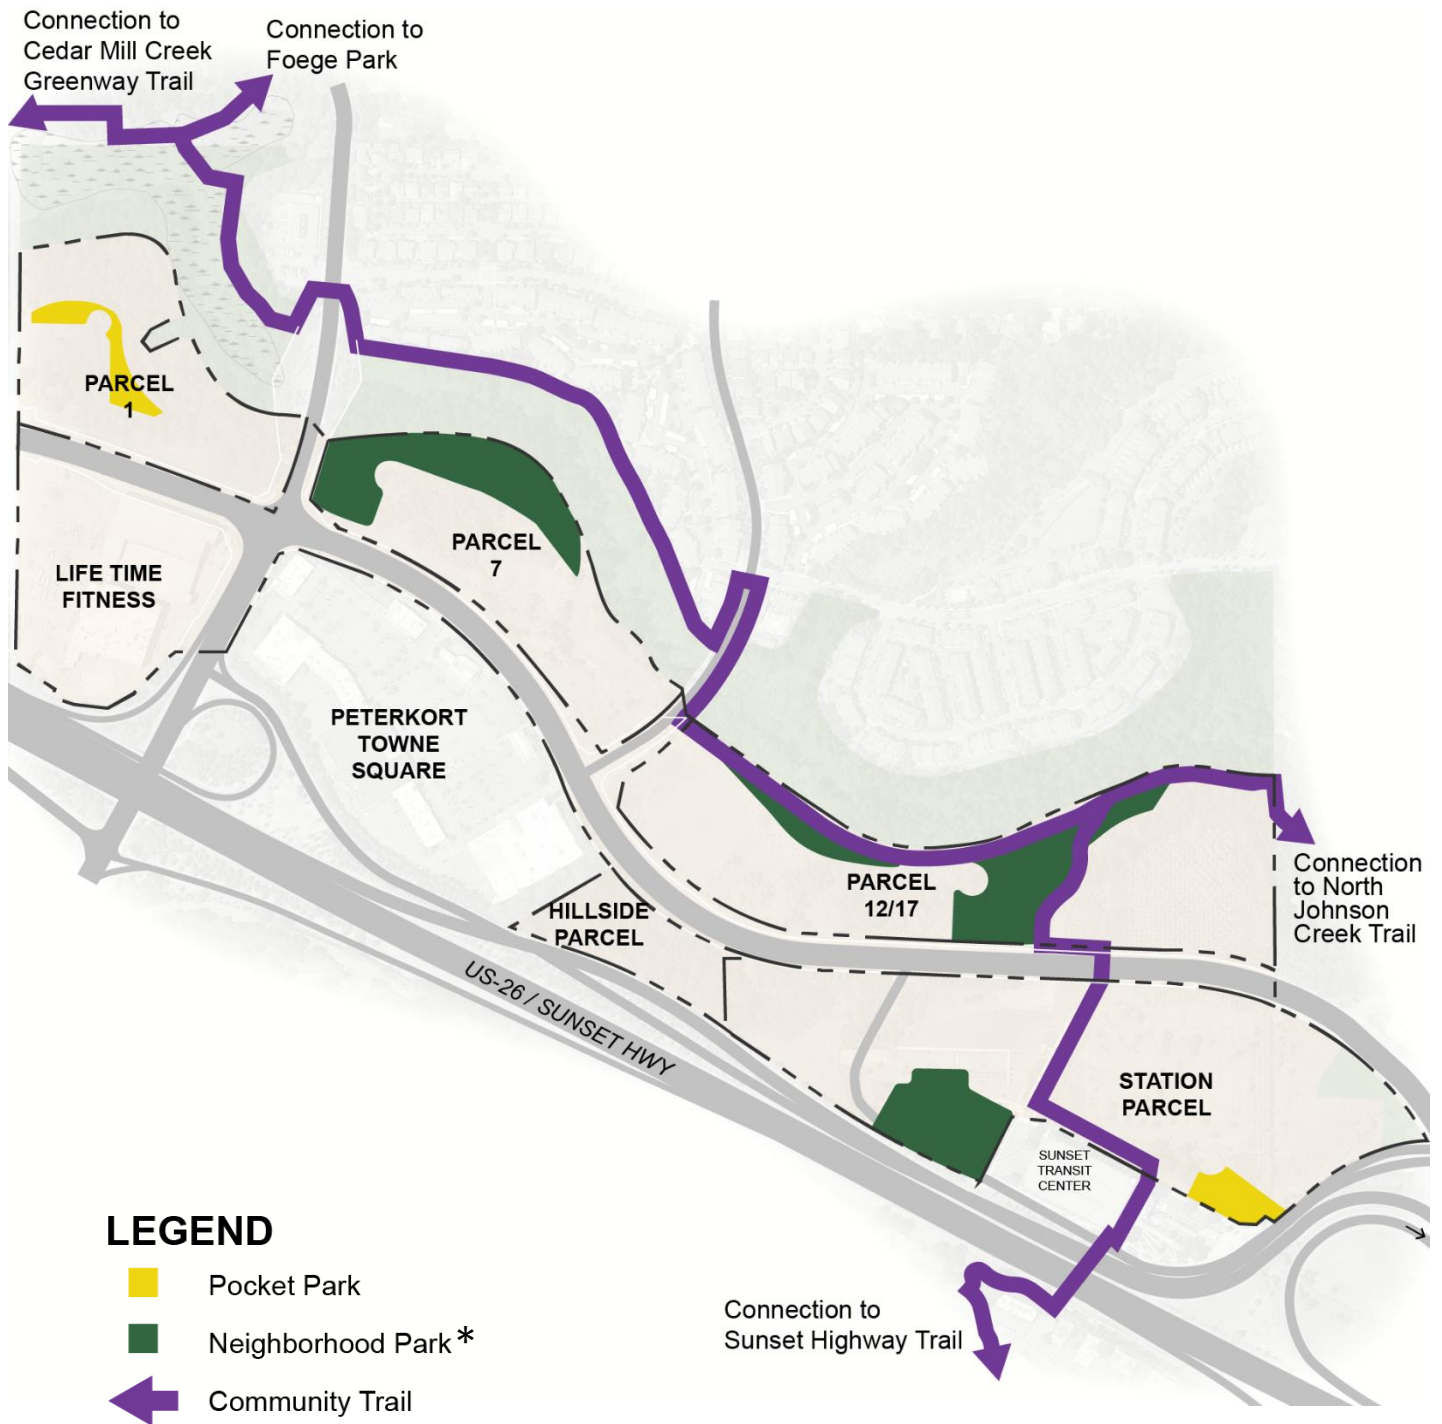 Connection to
Cedar Mill Creek
Greenway Trail
Connection to
Foege Park
PARCEL
1
PARCEL
7
LIFE TIME
FITNESS
PETERKORT
TOWNE
SQUARE
PARCEL
12/17
Connection
to North
Johnson
Creek Trail
HILLSIDE
PARCEL
US-26 / SUNSET HWY
STATION
PARCEL
SUNSET
TRANSIT
CENTER
Connection to
Sunset Highway Trail
LEGEND
Pocket Park
Neighborhood Park*
Community Trail